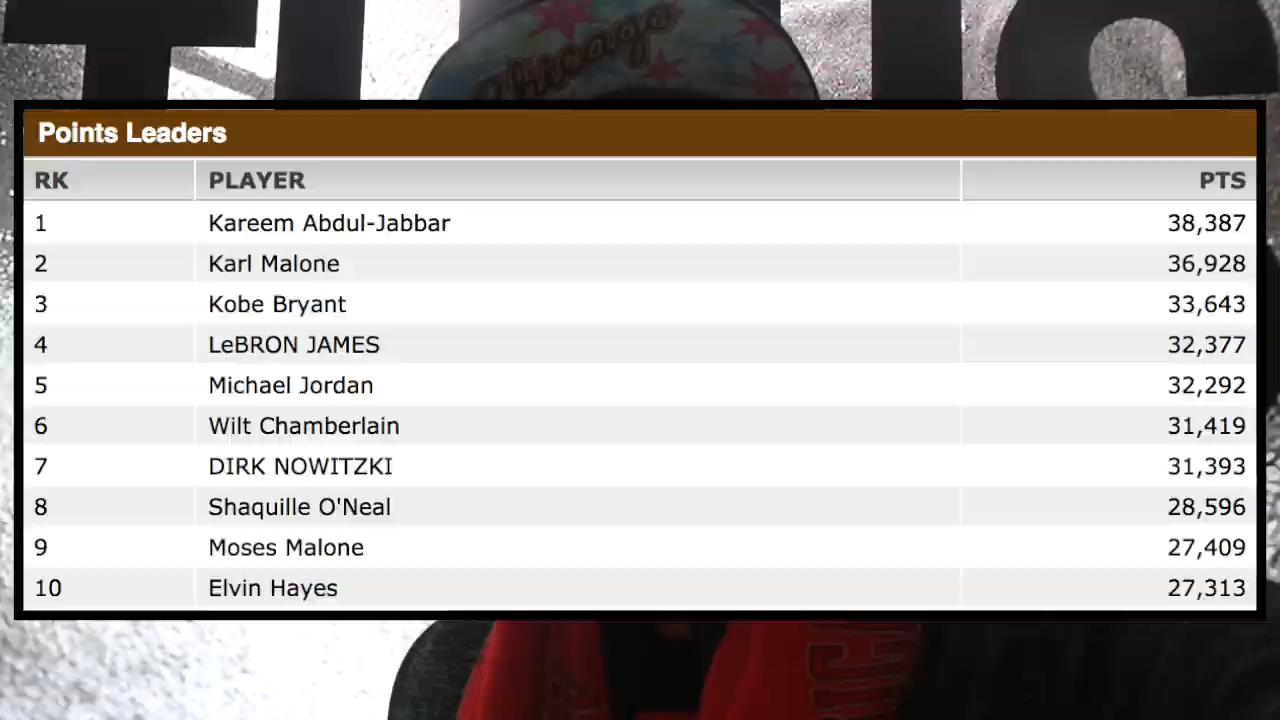 Chicago
Points Leaders
RK PLAYER PTS
1 Kareem Abdul-Jabbar 38,387
2 Karl Malone 36,928
3 Kobe Bryant 33,643
4 LeBRON JAMES 32,377
5 Michael Jordan 32,292
6 Wilt Chamberlain 31,419
7 DIRK NOWITZKI 31,393
8 Shaquille O'Neal 28,596
9 Moses Malone 27,409
10 Elvin Hayes 27,313